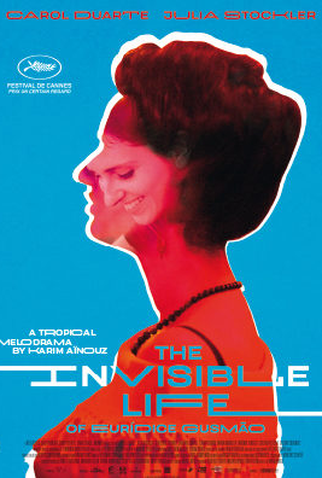 CAROL DUARTE JULIA STOCKLER
FESTIVAL DE CANNES
PRIX UN CERTAIN REGARD
A TROPICAL
MELODRAMA
BY KARIM AÏNOUZ
THE
INVISIBLE
LIFE
OF EURÍDICE GUSMÃO